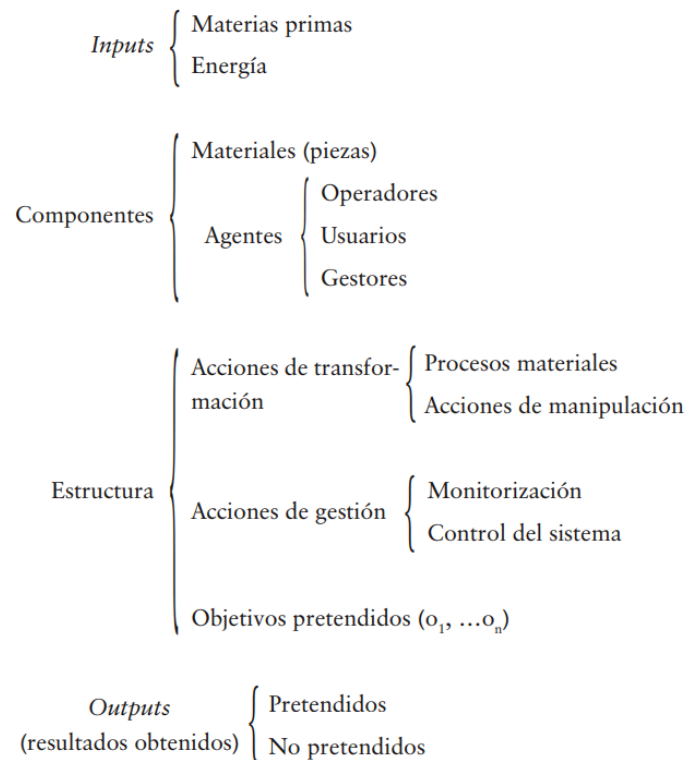 Inputs
Materias primas
Energía
Componentes
Materiales (piezas)
Agentes
Operadores
Usuarios
Gestores
Estructura
Acciones de transfor-
mación
Procesos materiales
Acciones de manipulación
Acciones de gestión
Monitorización
Control del sistema
Objetivos pretendidos (o₁, …oₙ)
Outputs
(resultados obtenidos)
Pretendidos
No pretendidos